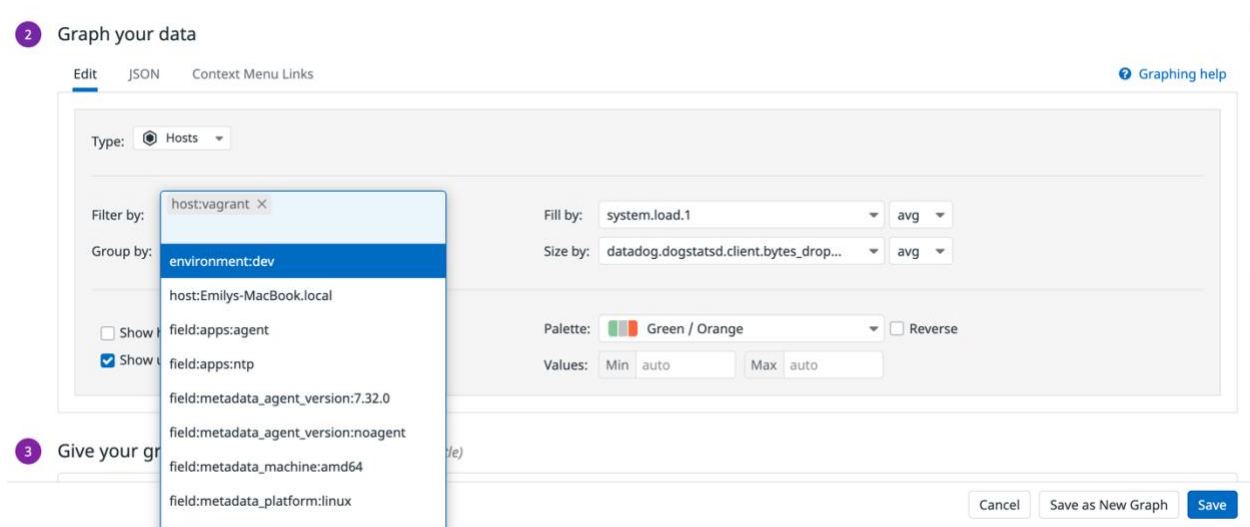 2 Graph your data
Edit JSON Context Menu Links Graphing help
Type: Hosts
Filter by: host:vagrant ×
Fill by: system.load.1 avg
Group by:
Size by: datadog.dogstatsd.client.bytes_drop... avg
environment:dev
host:Emilys-MacBook.local
field:apps:agent
Show
Palette: Green / Orange Reverse
field:apps:ntp
Show
Values: Min auto Max auto
field:metadata_agent_version:7.32.0
field:metadata_agent_version:noagent
3 Give your
field:metadata_machine:amd64
field:metadata_platform:linux
Cancel Save as New Graph Save